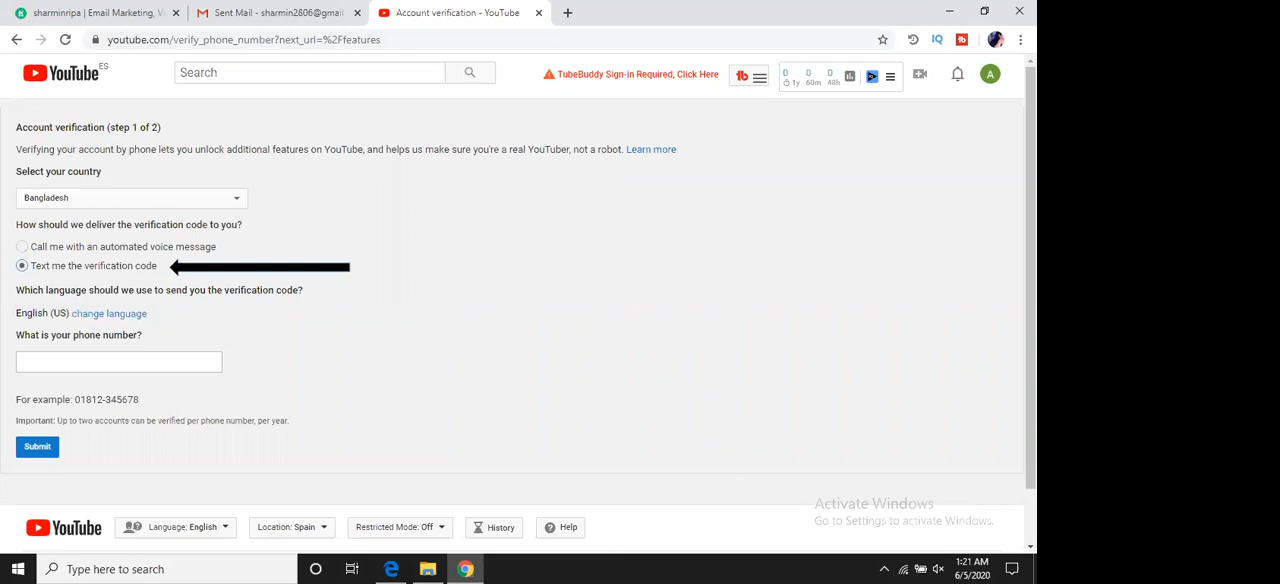 sharminripa | Email Marketing, V
Sent Mail - sharmin2806@gmail
Account verification - YouTube
youtube.com/verify_phone_number?next_url=%2Ffeatures
YouTube ES
Search
TubeBuddy Sign-in Required, Click Here
tb
0 0 0
1y 60m 48h
A
Account verification (step 1 of 2)
Verifying your account by phone lets you unlock additional features on YouTube, and helps us make sure you're a real YouTuber, not a robot. Learn more
Select your country
Bangladesh
How should we deliver the verification code to you?
Call me with an automated voice message
Text me the verification code
Which language should we use to send you the verification code?
English (US) change language
What is your phone number?
For example: 01812-345678
Important: Up to two accounts can be verified per phone number, per year.
Submit
Activate Windows
Go to Settings to activate Windows.
YouTube Language: English Location: Spain Restricted Mode: Off History Help
Type here to search
1:21 AM
6/5/2020